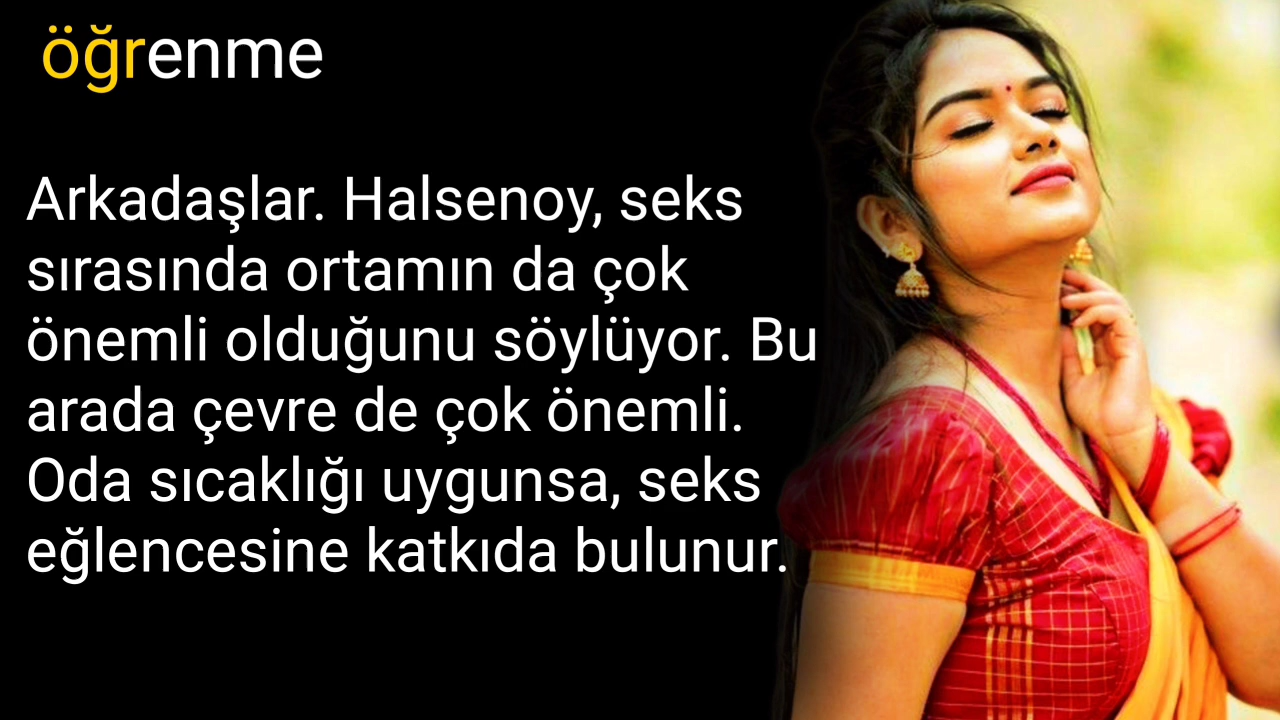 öğrenme
Arkadaşlar. Halsenoy, seks
sırasında ortamın da çok
önemli olduğunu söylüyor. Bu
arada çevre de çok önemli.
Oda sıcaklığı uygunsa, seks
eğlencesine katkıda bulunur.